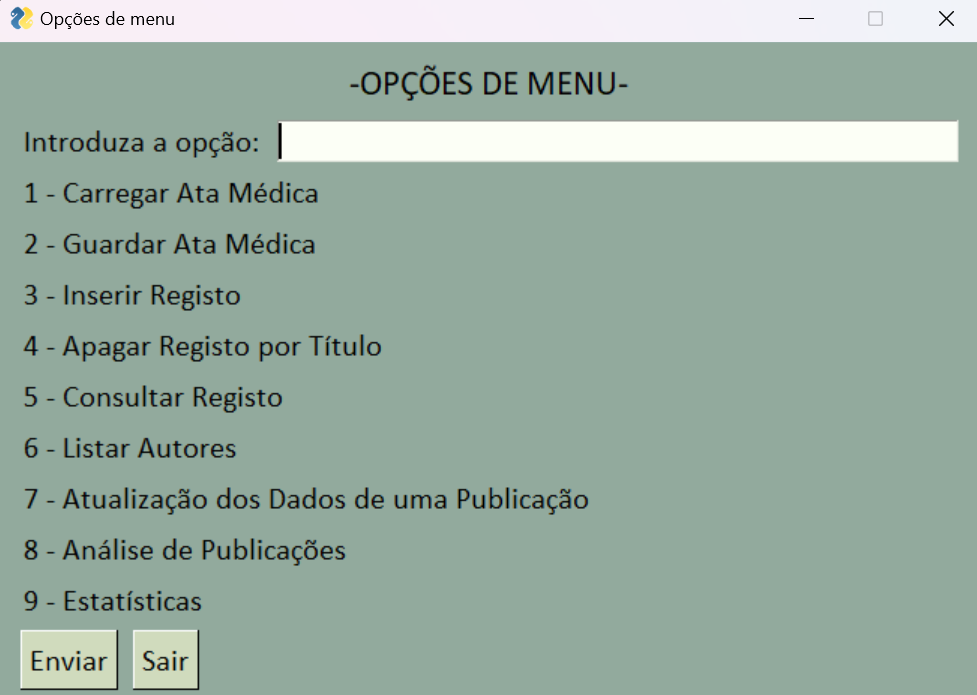 Opções de menu
-OPÇÕES DE MENU-
Introduza a opção:
1 - Carregar Ata Médica
2 - Guardar Ata Médica
3 - Inserir Registo
4 - Apagar Registo por Título
5 - Consultar Registo
6 - Listar Autores
7 - Atualização dos Dados de uma Publicação
8 - Análise de Publicações
9 - Estatísticas
Enviar Sair